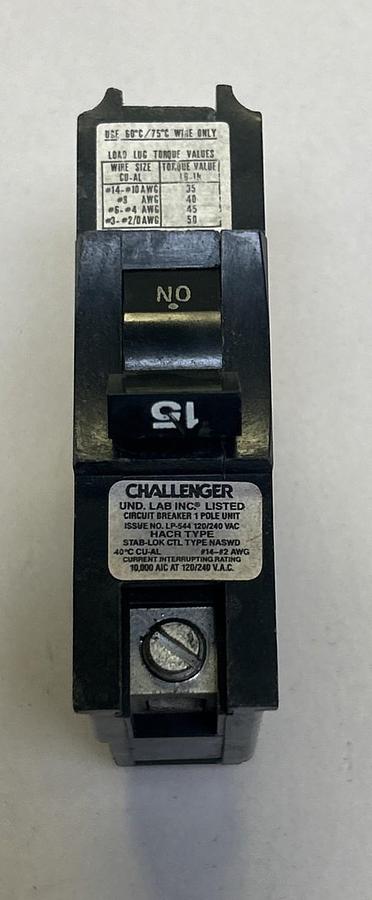 USE 60°C/75°C WIRE ONLY
LOAD LUG TORQUE VALUES
WIRE SIZE TORQUE VALUE
CU-AL LB-IN
#14-#10 AWG 35
#8 AWG 40
#6-#4 AWG 45
#3-#2/0 AWG 50
ON
15
CHALLENGER
UND. LAB INC.® LISTED
CIRCUIT BREAKER 1 POLE UNIT
ISSUE NO. LP-544 120/240 VAC
HACR TYPE
STAB-LOK CTL TYPE NASWD
40°C CU-AL #14-#2 AWG
CURRENT INTERRUPTING RATING
10,000 AIC AT 120/240 V.A.C.